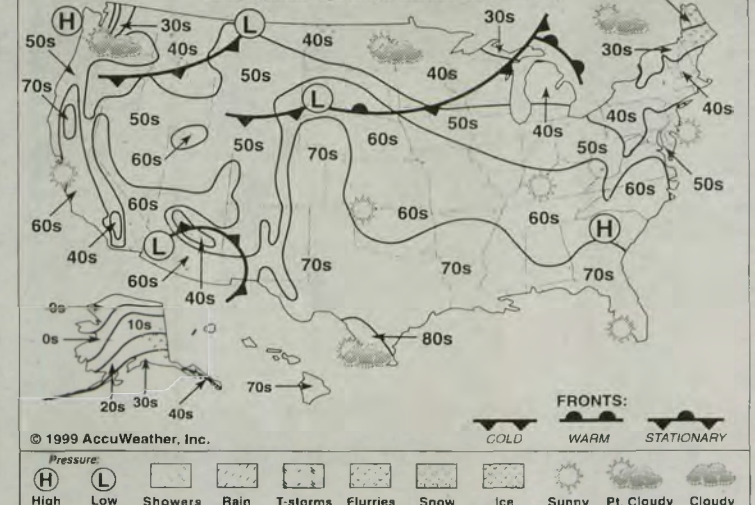 H
30s
L
30s
50s
40s
40s
30s
50s
40s
70s
L
40s
50s
60s
50s
40s
40s
60s
70s
50s
50s
60s
60s
60s
60s
60s
H
40s
L
60s
40s
70s
70s
70s
-0s
10s
0s
80s
70s
20s
30s
40s
FRONTS:
© 1999 AccuWeather, Inc.
COLD WARM STATIONARY
Pressure:
H L
High Low Showers Rain T-storms Flurries Snow Ice Sunny Pt. Cloudy Cloudy